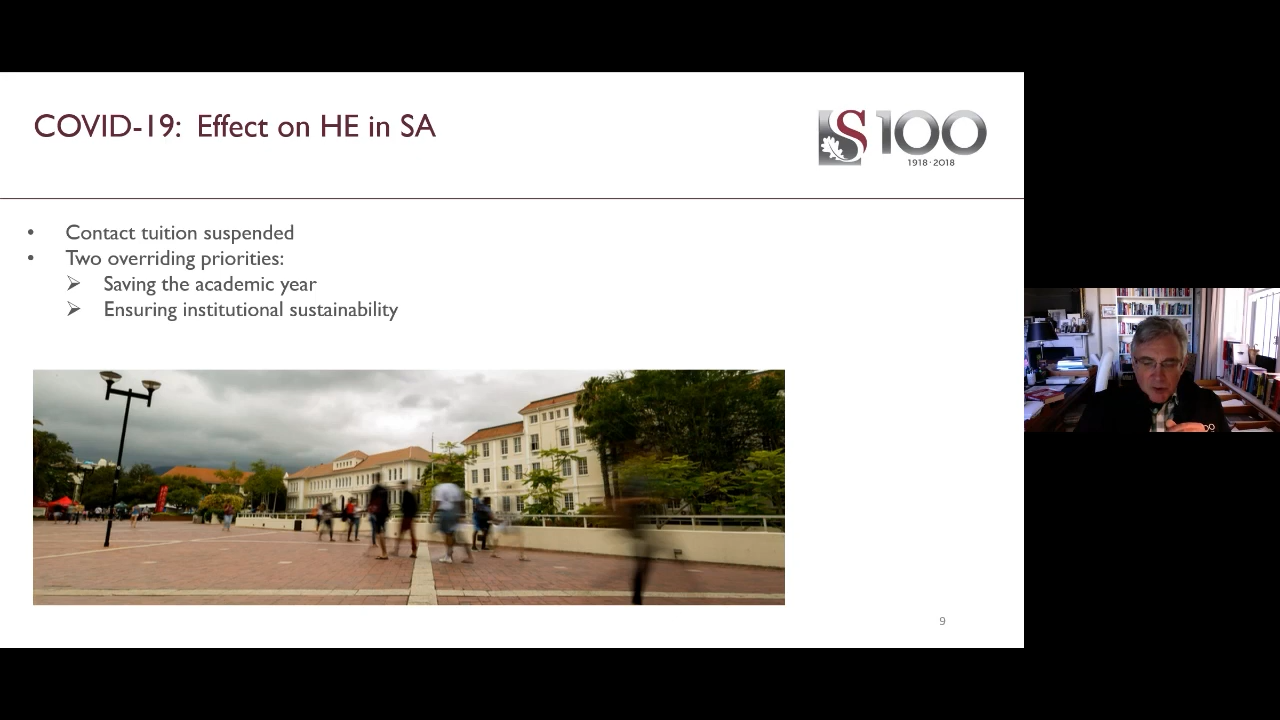 COVID-19: Effect on HE in SA
S100
1918·2018
• Contact tuition suspended
• Two overriding priorities:
➢ Saving the academic year
➢ Ensuring institutional sustainability
9